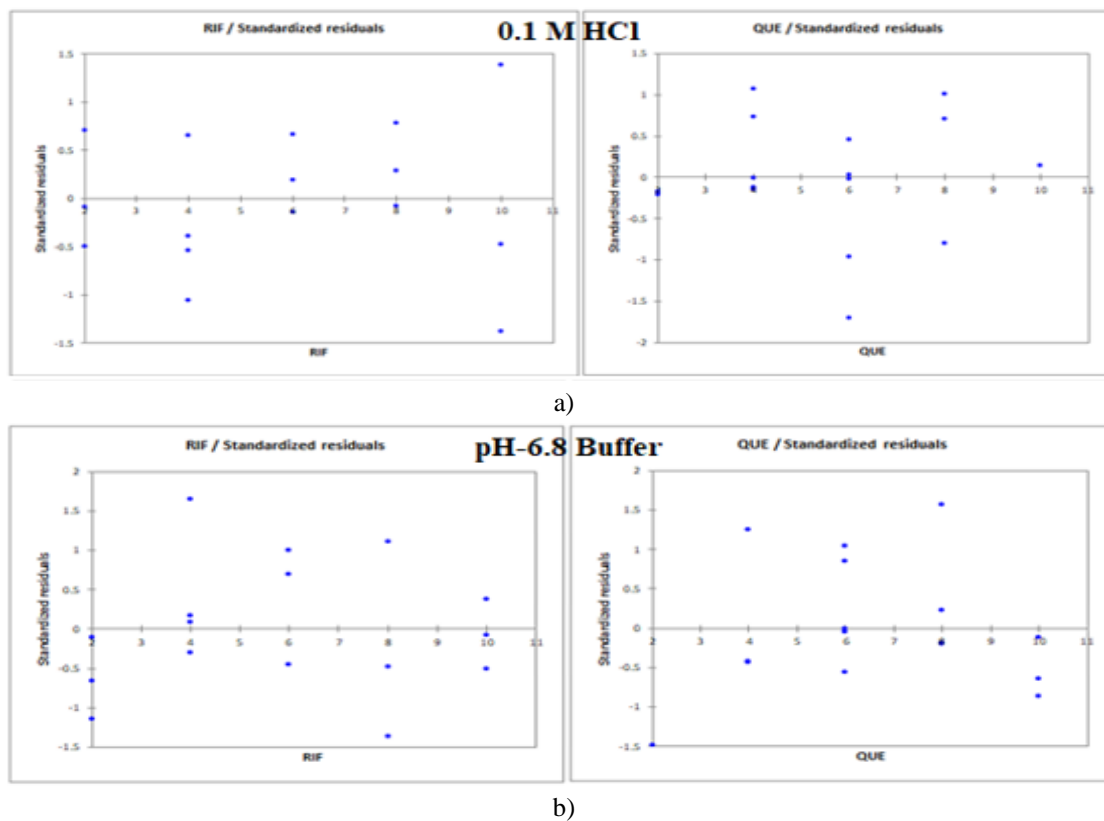 0.1 M HCl
RIF / Standardized residuals
QUE / Standardized residuals
Standardized residuals
1.5
1
0.5
0
-0.5
-1
-1.5
2 3 4 5 6 7 8 9 10 11
RIF
Standardized residuals
1.5
1
0.5
0
-0.5
-1
-1.5
-2
3 4 5 6 7 8 9 10 11
QUE
a)
pH-6.8 Buffer
RIF / Standardized residuals
QUE / Standardized residuals
Standardized residuals
2
1.5
1
0.5
0
-0.5
-1
-1.5
2 3 4 5 6 7 8 9 10 11
RIF
Standardized residuals
2
1.5
1
0.5
0
-0.5
-1
-1.5
2 3 4 5 6 7 8 9 10 11
QUE
b)